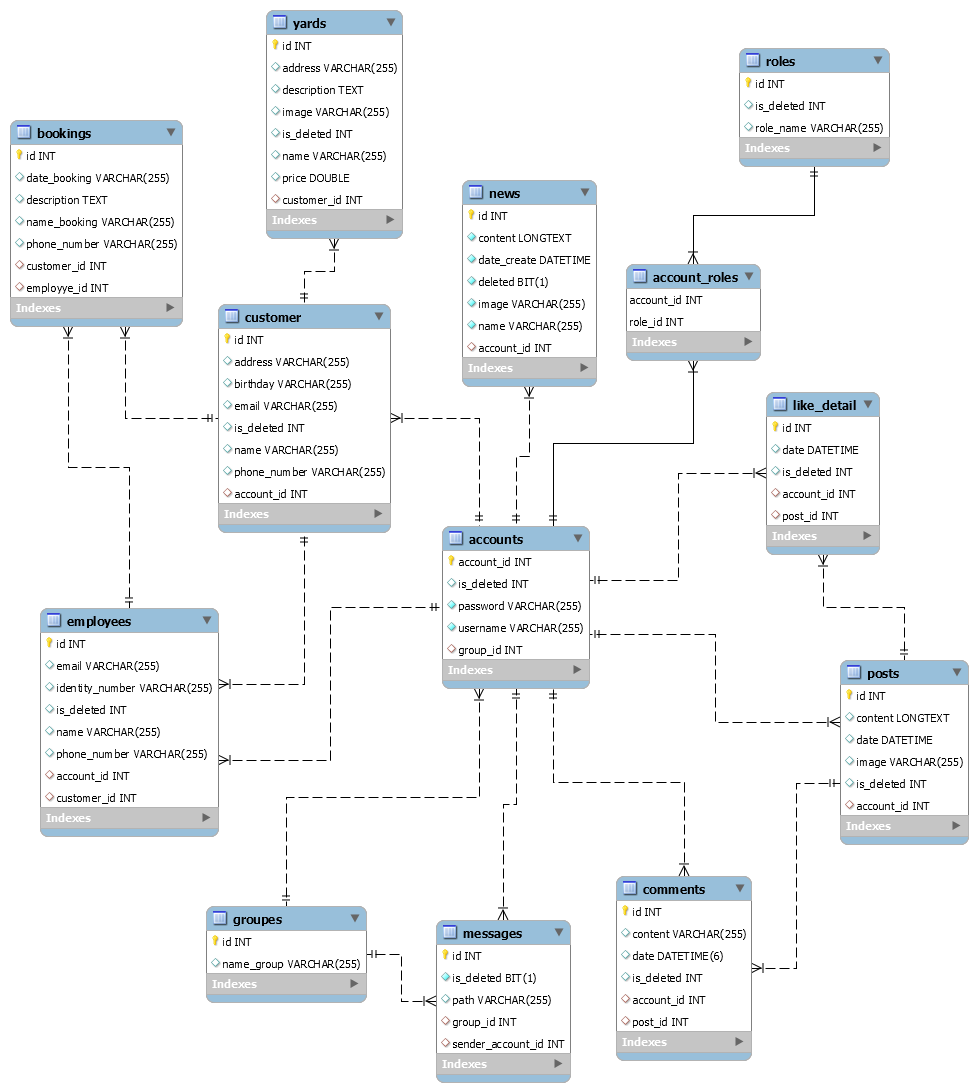 yards
id INT
address VARCHAR(255)
description TEXT
image VARCHAR(255)
is_deleted INT
name VARCHAR(255)
price DOUBLE
customer_id INT
Indexes
roles
id INT
is_deleted INT
role_name VARCHAR(255)
Indexes
bookings
id INT
date_booking VARCHAR(255)
description TEXT
name_booking VARCHAR(255)
phone_number VARCHAR(255)
customer_id INT
employye_id INT
Indexes
news
id INT
content LONGTEXT
date_create DATETIME
deleted BIT(1)
image VARCHAR(255)
name VARCHAR(255)
account_id INT
Indexes
account_roles
account_id INT
role_id INT
Indexes
customer
id INT
address VARCHAR(255)
birthday VARCHAR(255)
email VARCHAR(255)
is_deleted INT
name VARCHAR(255)
phone_number VARCHAR(255)
account_id INT
Indexes
like_detail
id INT
date DATETIME
is_deleted INT
account_id INT
post_id INT
Indexes
accounts
account_id INT
is_deleted INT
password VARCHAR(255)
username VARCHAR(255)
group_id INT
Indexes
employees
id INT
email VARCHAR(255)
identity_number VARCHAR(255)
is_deleted INT
name VARCHAR(255)
phone_number VARCHAR(255)
account_id INT
customer_id INT
Indexes
posts
id INT
content LONGTEXT
date DATETIME
image VARCHAR(255)
is_deleted INT
account_id INT
Indexes
groupes
id INT
name_group VARCHAR(255)
Indexes
messages
id INT
is_deleted BIT(1)
path VARCHAR(255)
group_id INT
sender_account_id INT
Indexes
comments
id INT
content VARCHAR(255)
date DATETIME(6)
is_deleted INT
account_id INT
post_id INT
Indexes